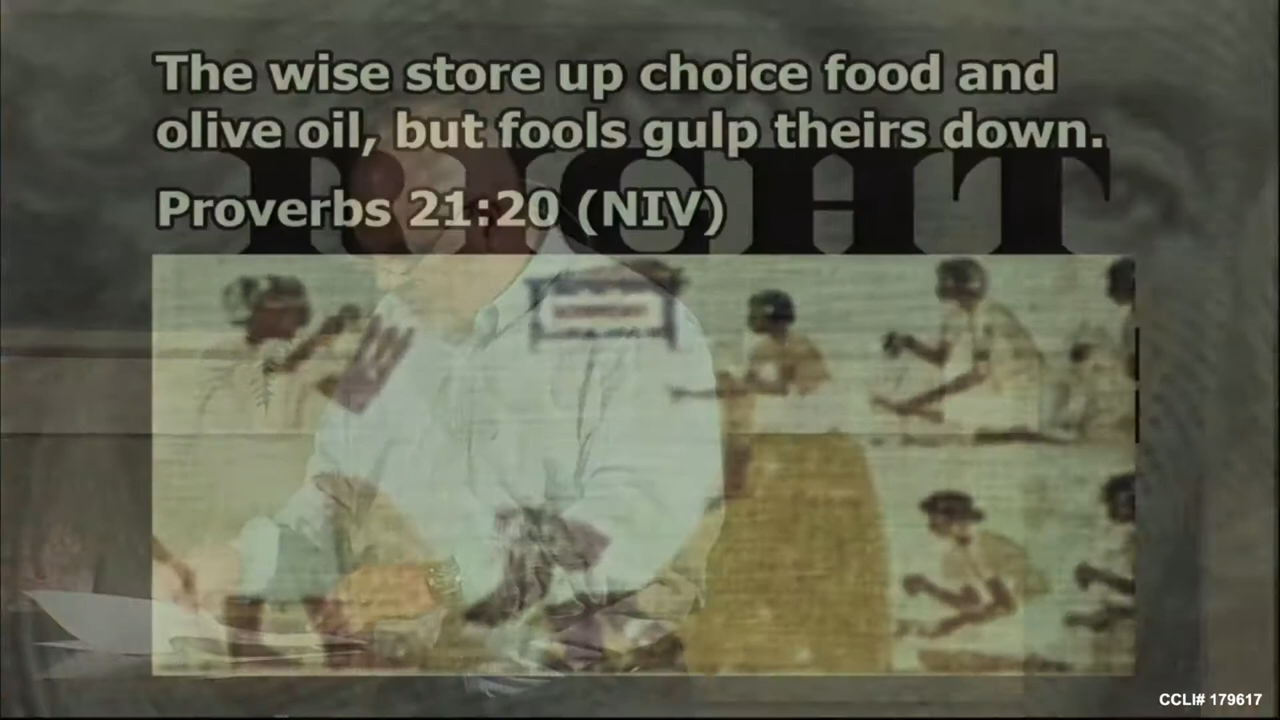 The wise store up choice food and
olive oil, but fools gulp theirs down.
Proverbs 21:20 (NIV)
CCLI# 179617